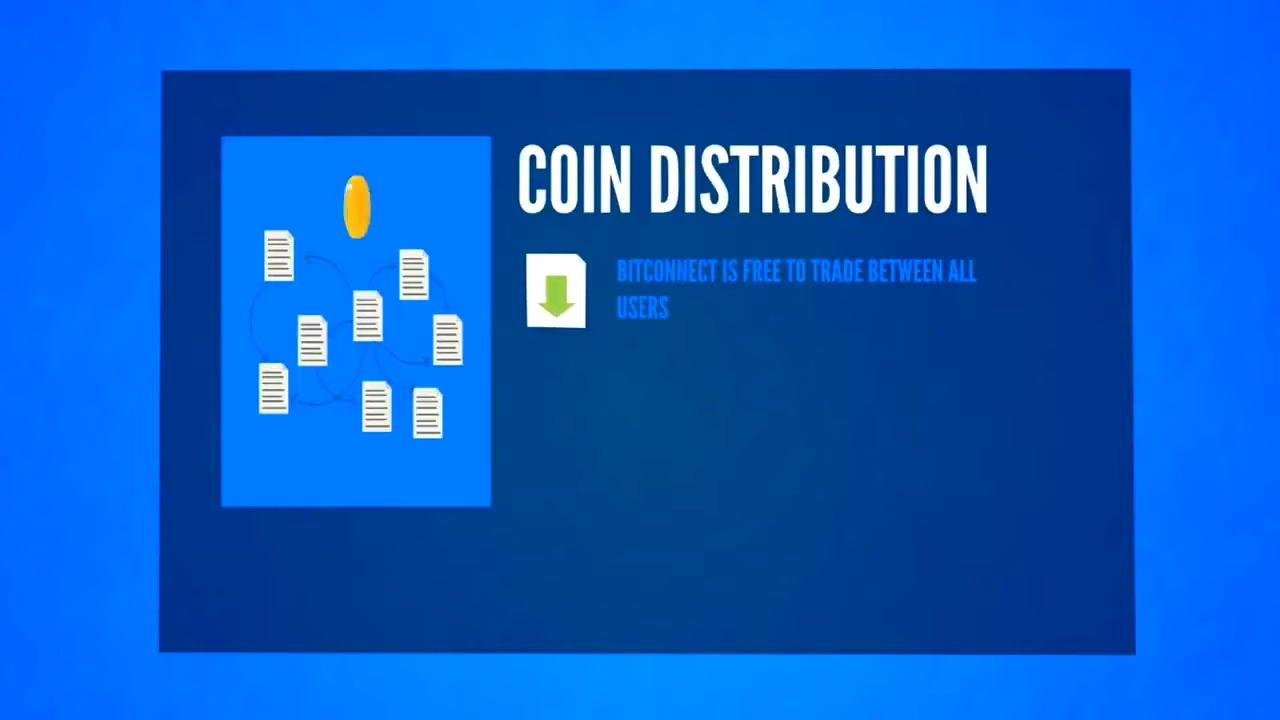 COIN DISTRIBUTION
BITCONNECT IS FREE TO TRADE BETWEEN ALL
USERS